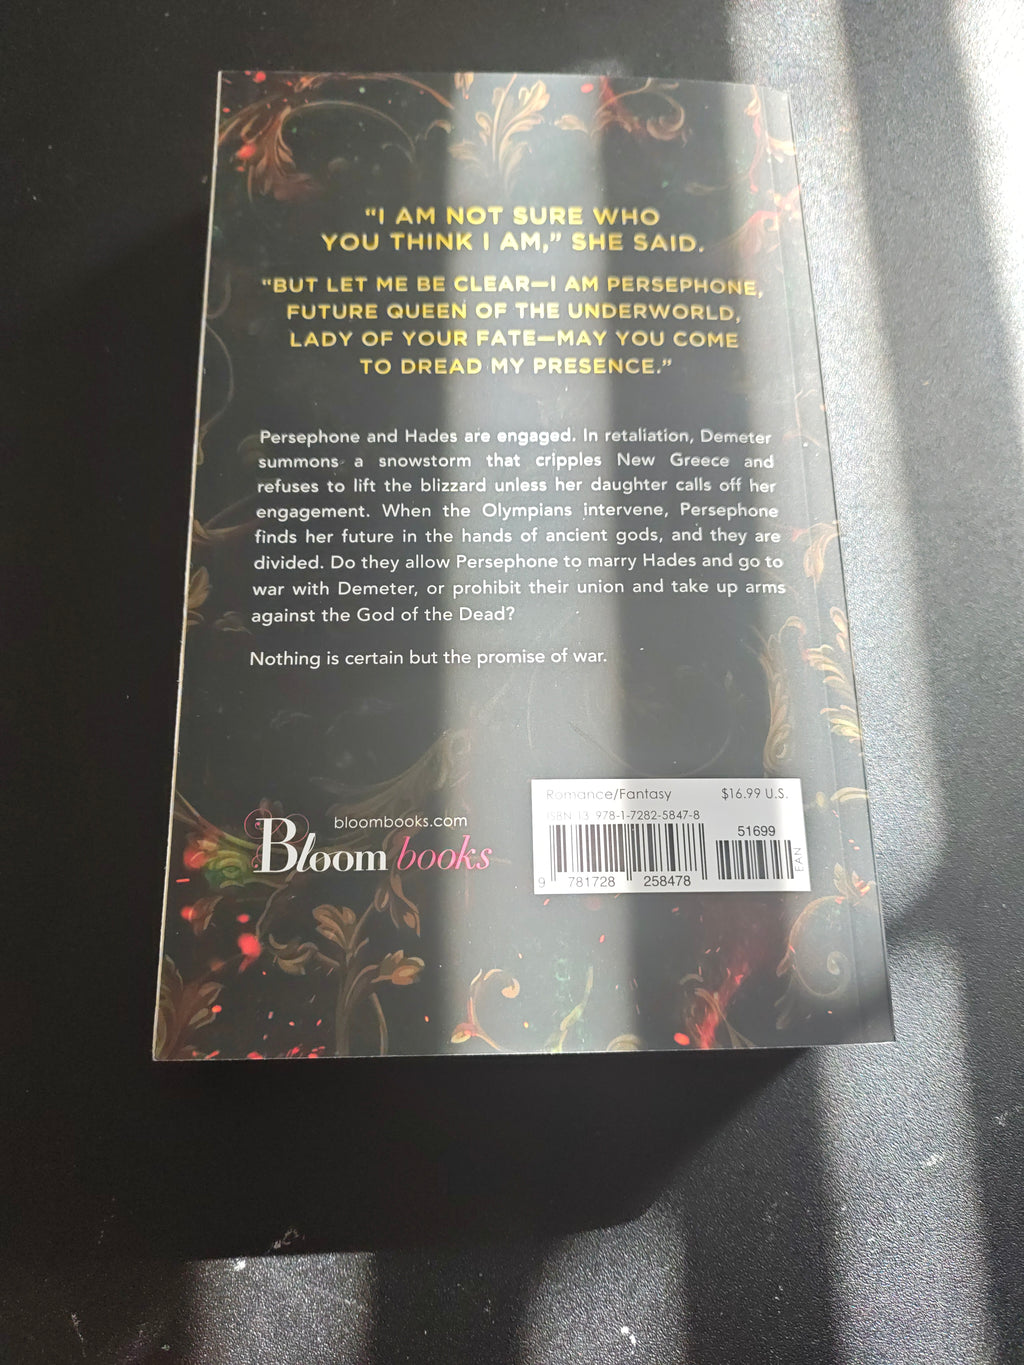 “I AM NOT SURE WHO
YOU THINK I AM,” SHE SAID.
“BUT LET ME BE CLEAR—I AM PERSEPHONE,
FUTURE QUEEN OF THE UNDERWORLD,
LADY OF YOUR FATE—MAY YOU COME
TO DREAD MY PRESENCE.”
Persephone and Hades are engaged. In retaliation, Demeter
summons a snowstorm that cripples New Greece and
refuses to lift the blizzard unless her daughter calls off her
engagement. When the Olympians intervene, Persephone
finds her future in the hands of ancient gods, and they are
divided. Do they allow Persephone to marry Hades and go to
war with Demeter, or prohibit their union and take up arms
against the God of the Dead?
Nothing is certain but the promise of war.
bloombooks.com
Bloom books
Romance/Fantasy $16.99 U.S.
ISBN 13 978-1-7282-5847-8
51699
9 781728 258478
EAN